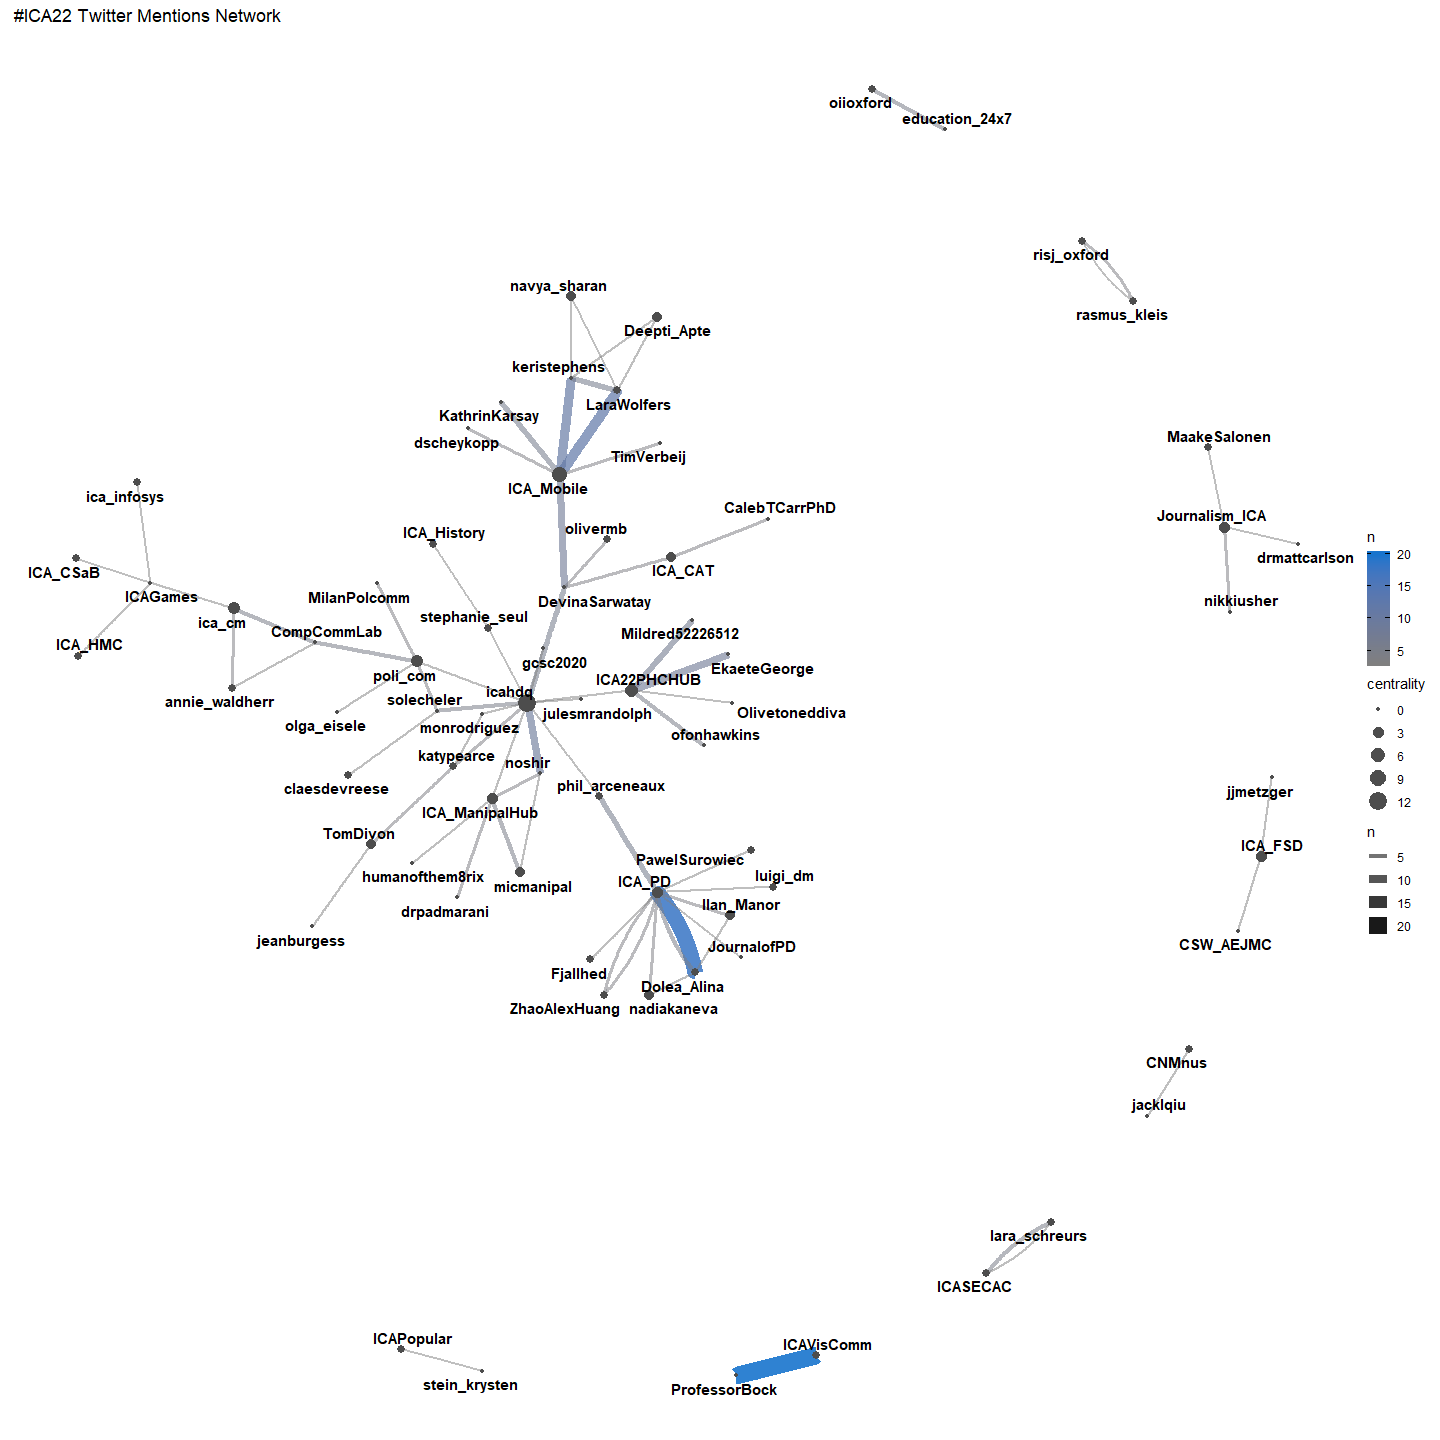 #ICA22 Twitter Mentions Network
oiioxford
education_24x7
risj_oxford
rasmus_kleis
navya_sharan
Deepti_Apte
keristephens
LaraWolfers
KathrinKarsay
dscheykopp
TimVerbeij
ICA_Mobile
MaakeSalonen
Journalism_ICA
drmattcarlson
nikkiusher
ica_infosys
ICA_CSaB
ICAGames
ICA_HMC
ica_cm
CompCommLab
annie_waldherr
ICA_History
olivermb
CalebTCarrPhD
ICA_CAT
DevinaSarwatay
MilanPolcomm
stephanie_seul
gcsc2020
Mildred52226512
EkaeteGeorge
ICA22PHCHUB
Olivetoneddiva
ofonhawkins
poli_com
solecheler
icahdq
julesmrandolph
olga_eisele
monrodriguez
katypearce
noshir
phil_arceneaux
claesdevreese
ICA_ManipalHub
TomDivon
humanofthem8rix
micmanipal
drpadmarani
jeanburgess
PawelSurowiec
ICA_PD
luigi_dm
Ilan_Manor
JournalofPD
Fjallhed
Dolea_Alina
ZhaoAlexHuang
nadiakaneva
jjmetzger
ICA_FSD
CSW_AEJMC
CNMnus
jacklqiu
lara_schreurs
ICASECAC
ICAPopular
stein_krysten
ICAVisComm
ProfessorBock
n
20
15
10
5
centrality
0
3
6
9
12
n
5
10
15
20